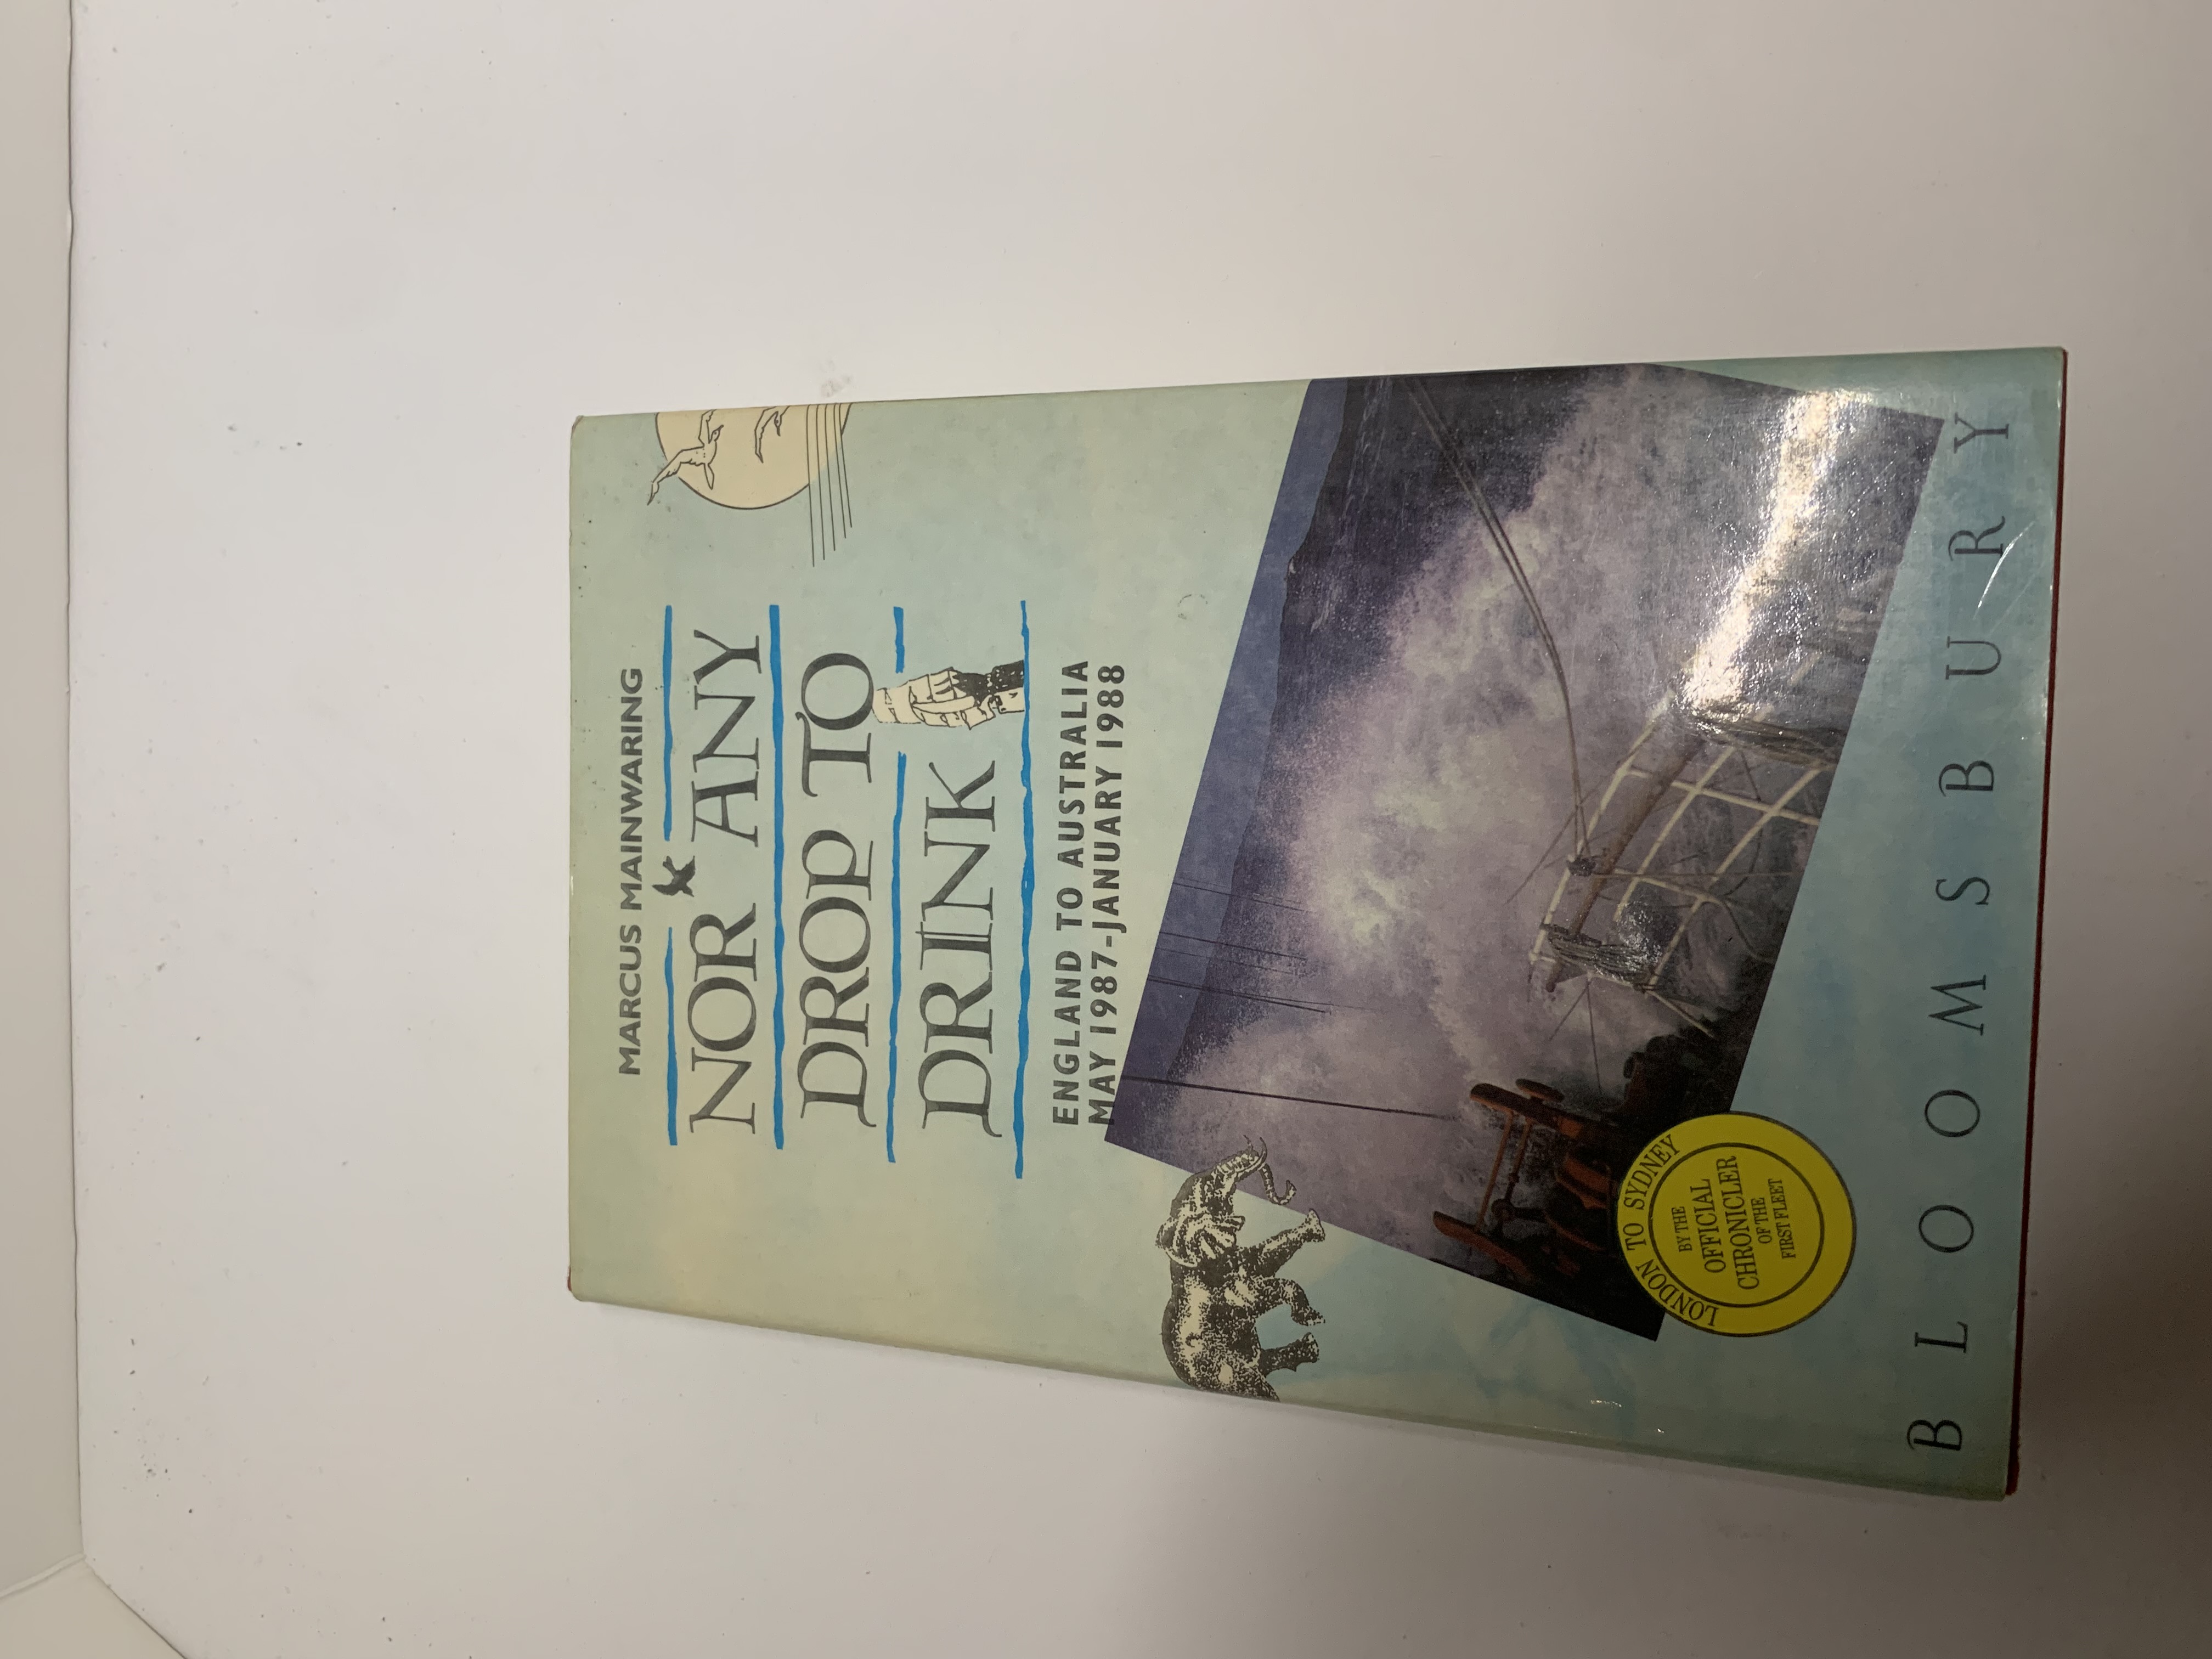 MARCUS MAINWARING
NOR ANY
DROP TO
DRINK
ENGLAND TO AUSTRALIA
MAY 1987-JANUARY 1988
LONDON TO SYDNEY
BY THE
OFFICIAL
CHRONICLER
OF THE
FIRST FLEET
BLOOMSBURY